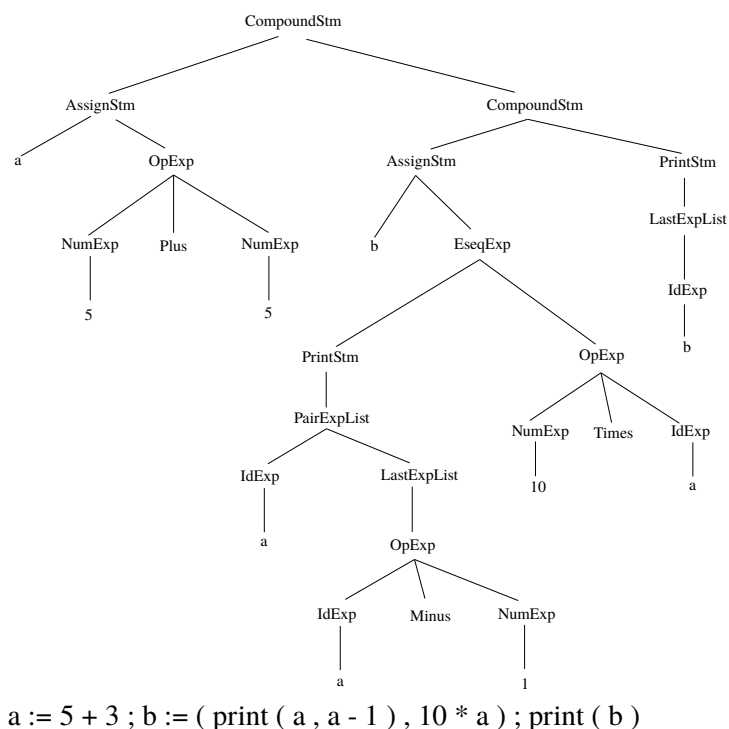 CompoundStm
AssignStm CompoundStm
a OpExp AssignStm PrintStm
NumExp Plus NumExp b EseqExp LastExpList
5 5 IdExp
PrintStm OpExp b
PairExpList NumExp Times IdExp
IdExp LastExpList 10 a
a OpExp
IdExp Minus NumExp
a 1
a := 5 + 3 ; b := ( print ( a , a - 1 ) , 10 * a ) ; print ( b )